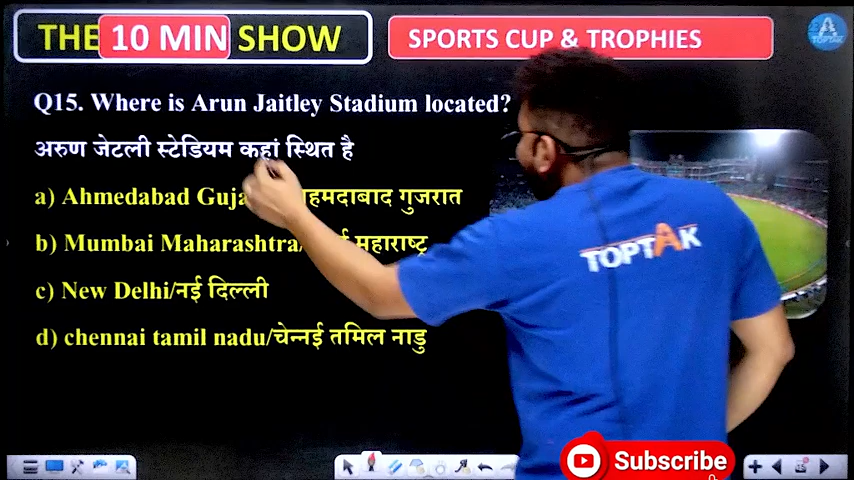 THE 10 MIN SHOW
SPORTS CUP & TROPHIES
TOPTAK
Q15. Where is Arun Jaitley Stadium located?
अरुण जेटली स्टेडियम कहां स्थित है
a) Ahmedabad Guja हमदाबाद गुजरात
b) Mumbai Maharashtra/ महाराष्ट्र
c) New Delhi/नई दिल्ली
d) chennai tamil nadu/चेन्नई तमिल नाडु
TOPTAK
Subscribe